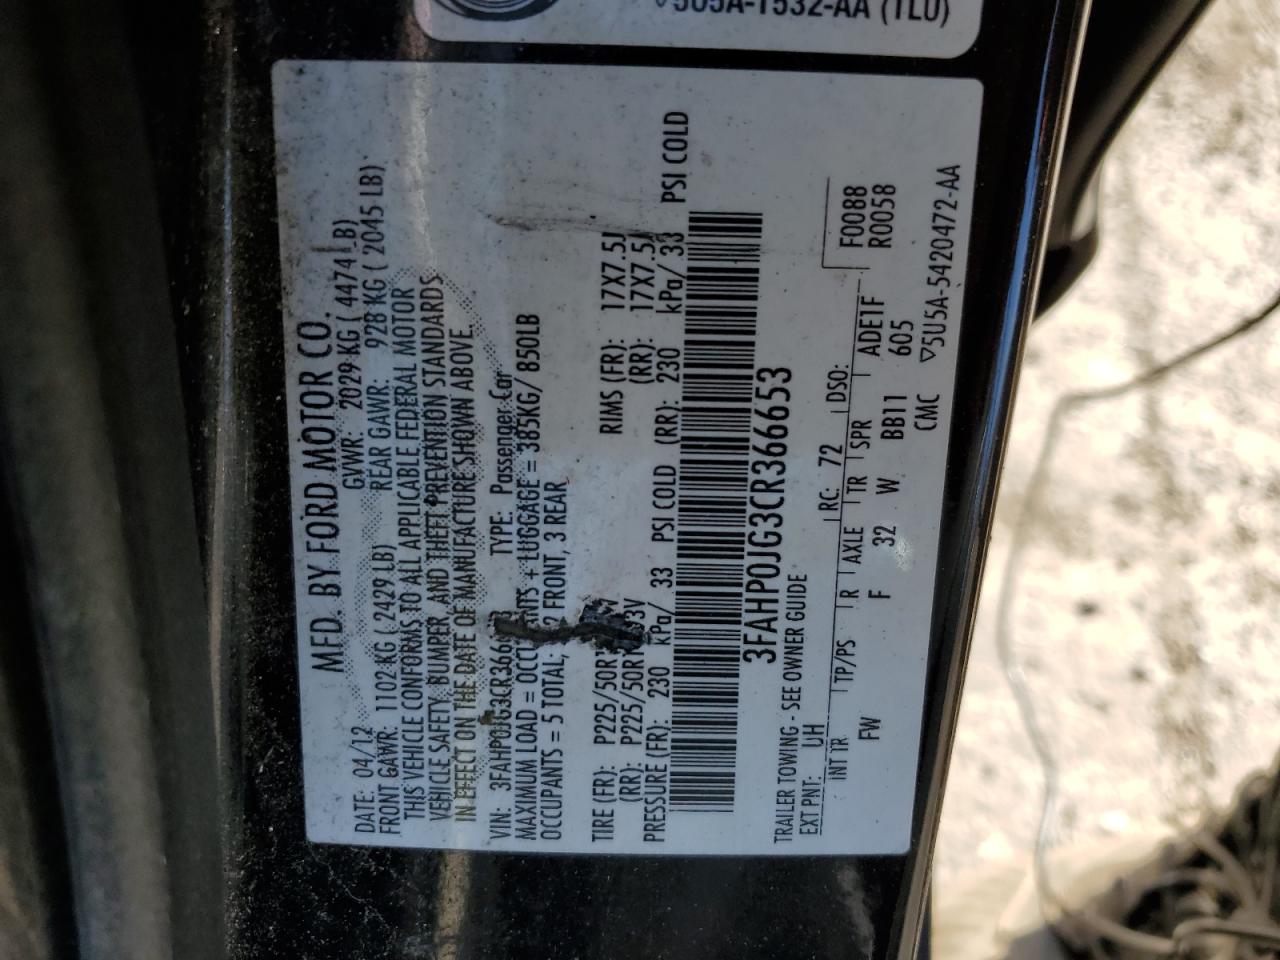 ▽5U5A-1532-AA (TLU)
MFD. BY FORD MOTOR CO.
DATE: 04/12 GVWR: 2029 KG ( 4474 LB)
FRONT GAWR: 1102 KG ( 2429 LB) REAR GAWR: 928 KG ( 2045 LB)
THIS VEHICLE CONFORMS TO ALL APPLICABLE FEDERAL MOTOR
VEHICLE SAFETY, BUMPER, AND THEFT PREVENTION STANDARDS
IN EFFECT ON THE DATE OF MANUFACTURE SHOWN ABOVE.
VIN: 3FAHP0JG3CR366653 TYPE: Passenger Car
MAXIMUM LOAD = OCCUPANTS + LUGGAGE = 385KG/ 850LB
OCCUPANTS = 5 TOTAL, 2 FRONT, 3 REAR
TIRE (FR): P225/50R RIMS (FR): 17X7.5J
(RR): P225/50R 93V (RR): 17X7.5J
PRESSURE (FR): 230 kPa/ 33 PSI COLD (RR): 230 kPa/ 33 PSI COLD
3FAHP0JG3CR366653
TRAILER TOWING - SEE OWNER GUIDE
EXT PNT: UH RC: 72 DSO: F0088
INT TR TP/PS R AXLE TR SPR ADE1F R0058
FW F 32 W BB11 605
CMC ▽5U5A-5420472-AA